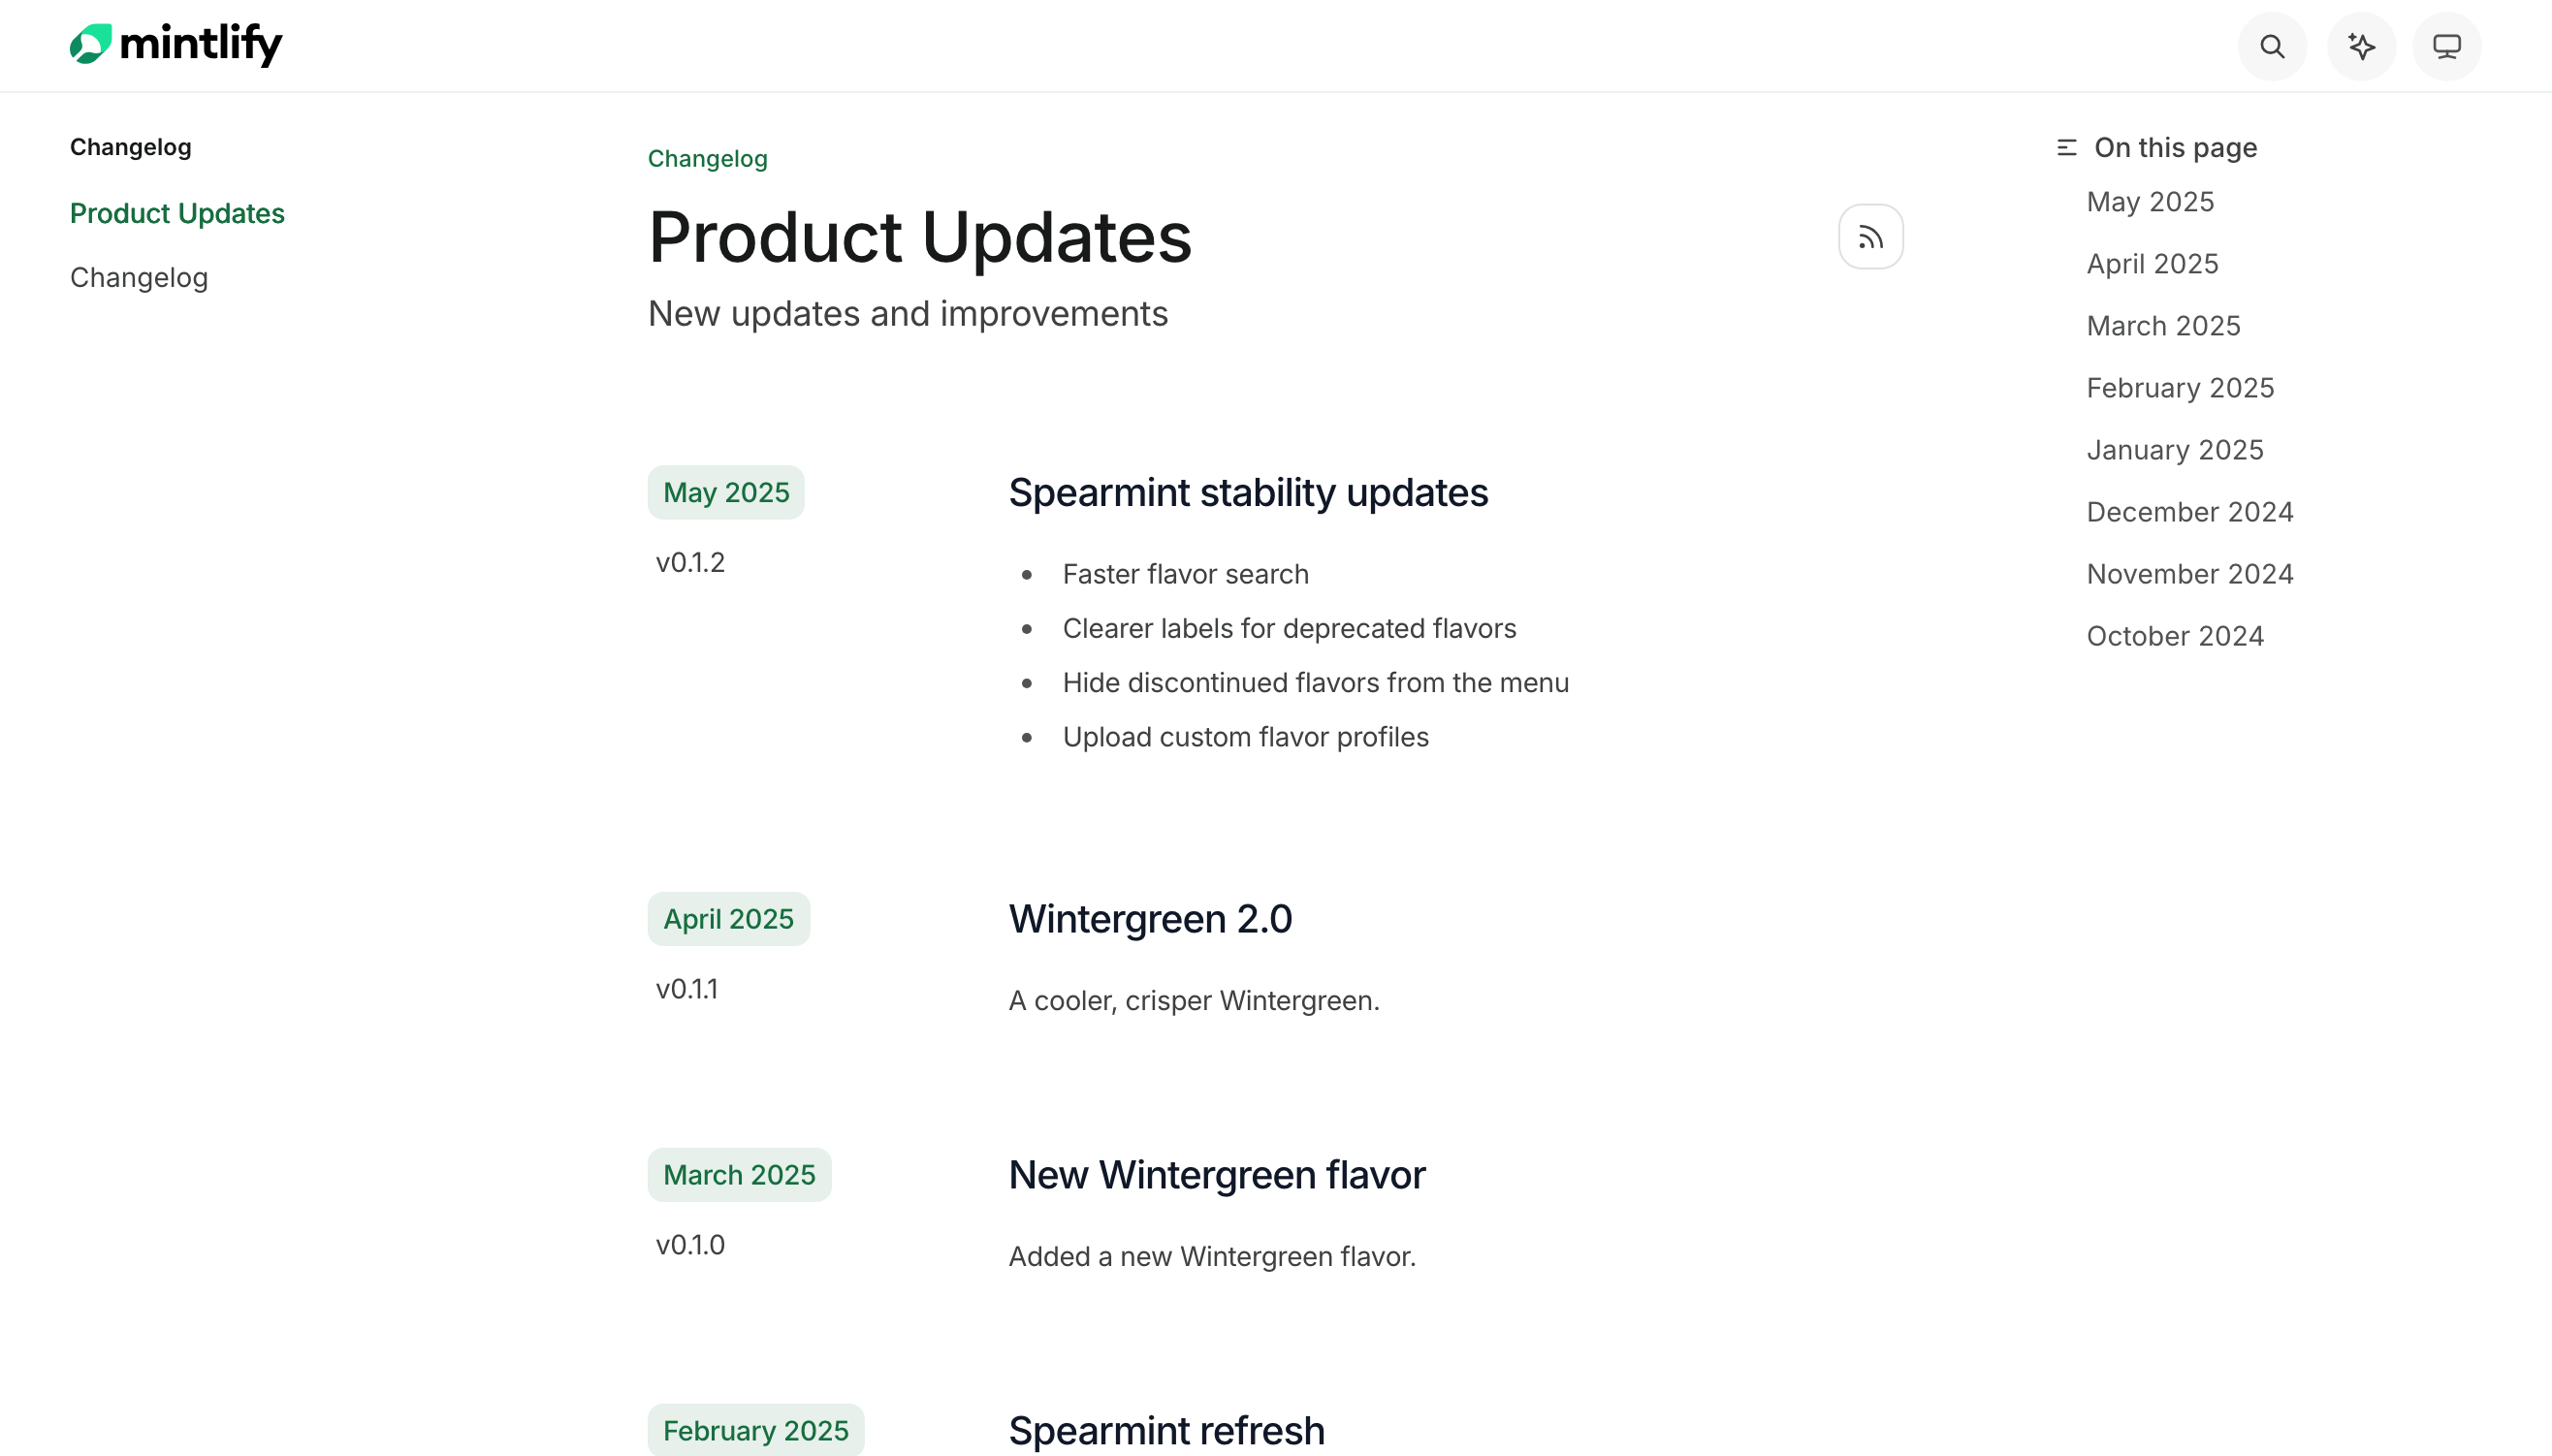 mintlify
Changelog
Product Updates
Changelog
Changelog
Product Updates
New updates and improvements
May 2025
v0.1.2
Spearmint stability updates
Faster flavor search
Clearer labels for deprecated flavors
Hide discontinued flavors from the menu
Upload custom flavor profiles
April 2025
v0.1.1
Wintergreen 2.0
A cooler, crisper Wintergreen.
March 2025
v0.1.0
New Wintergreen flavor
Added a new Wintergreen flavor.
February 2025
Spearmint refresh
On this page
May 2025
April 2025
March 2025
February 2025
January 2025
December 2024
November 2024
October 2024